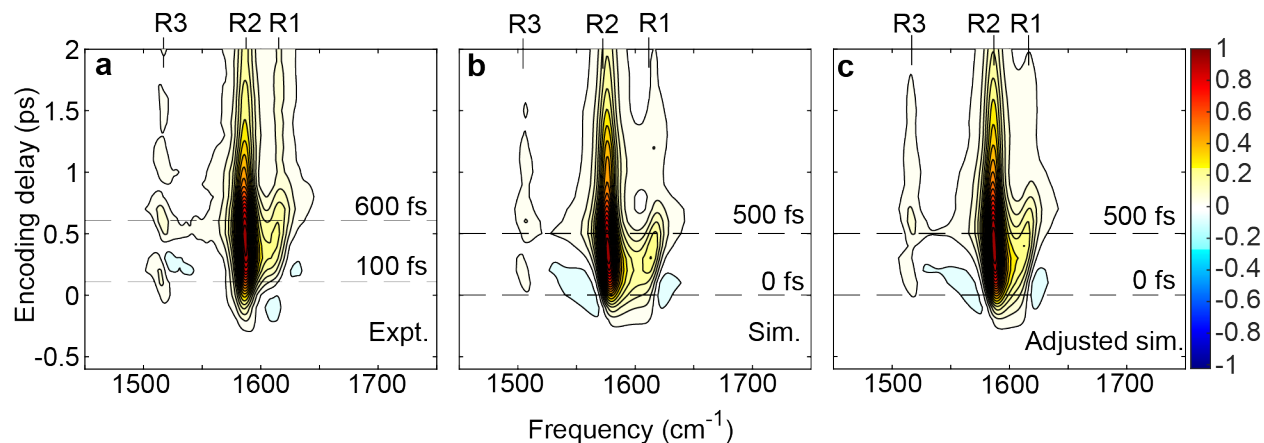 R3 R2 R1 R3 R2 R1 R3 R2 R1
a b c
2 1.5 1 0.5 0 -0.5
Encoding delay (ps)
600 fs
100 fs
Expt.
500 fs
0 fs
Sim.
500 fs
0 fs
Adjusted sim.
1500 1600 1700 1500 1600 1700 1500 1600 1700
Frequency (cm-1)
1
0.8
0.6
0.4
0.2
0
-0.2
-0.4
-0.6
-0.8
-1